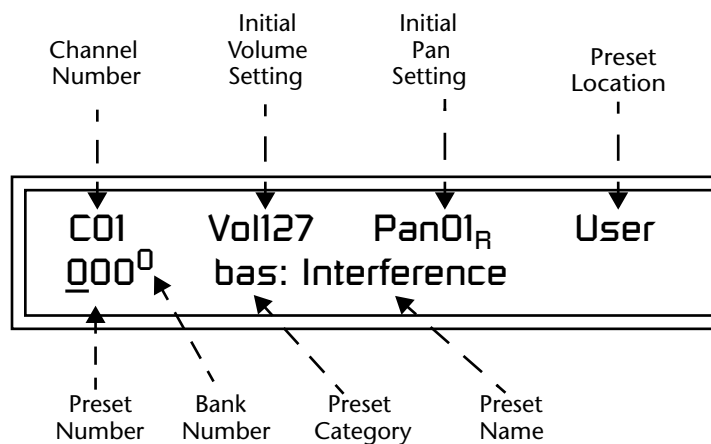 Channel
Number
Initial
Volume
Setting
Initial
Pan
Setting
Preset
Location
C01 Vol127 Pan01R User
000⁰ bas: Interference
Preset
Number
Bank
Number
Preset
Category
Preset
Name